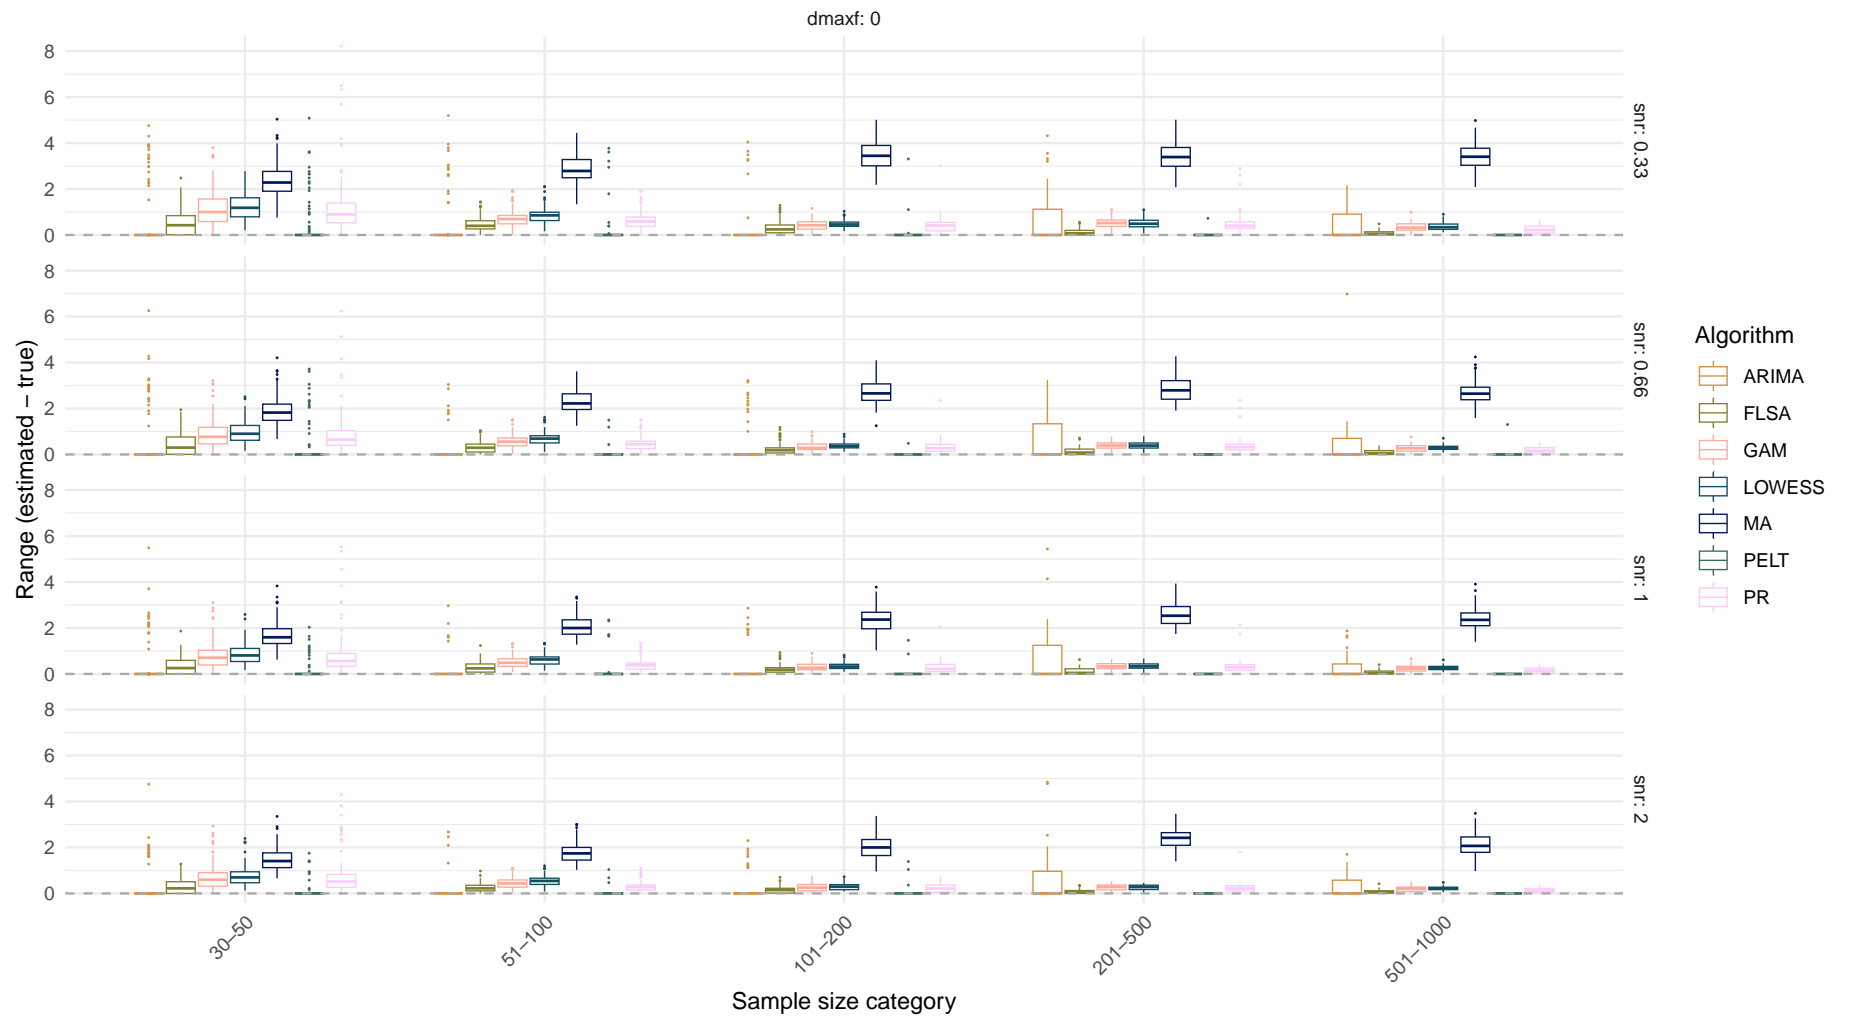 dmaxf: 0
Range (estimated – true)
8
6
4
2
0
snr: 0.33
8
6
4
2
0
snr: 0.66
8
6
4
2
0
snr: 1
8
6
4
2
0
snr: 2
30–50
51–100
101–200
201–500
501–1000
Sample size category
Algorithm
ARIMA
FLSA
GAM
LOWESS
MA
PELT
PR